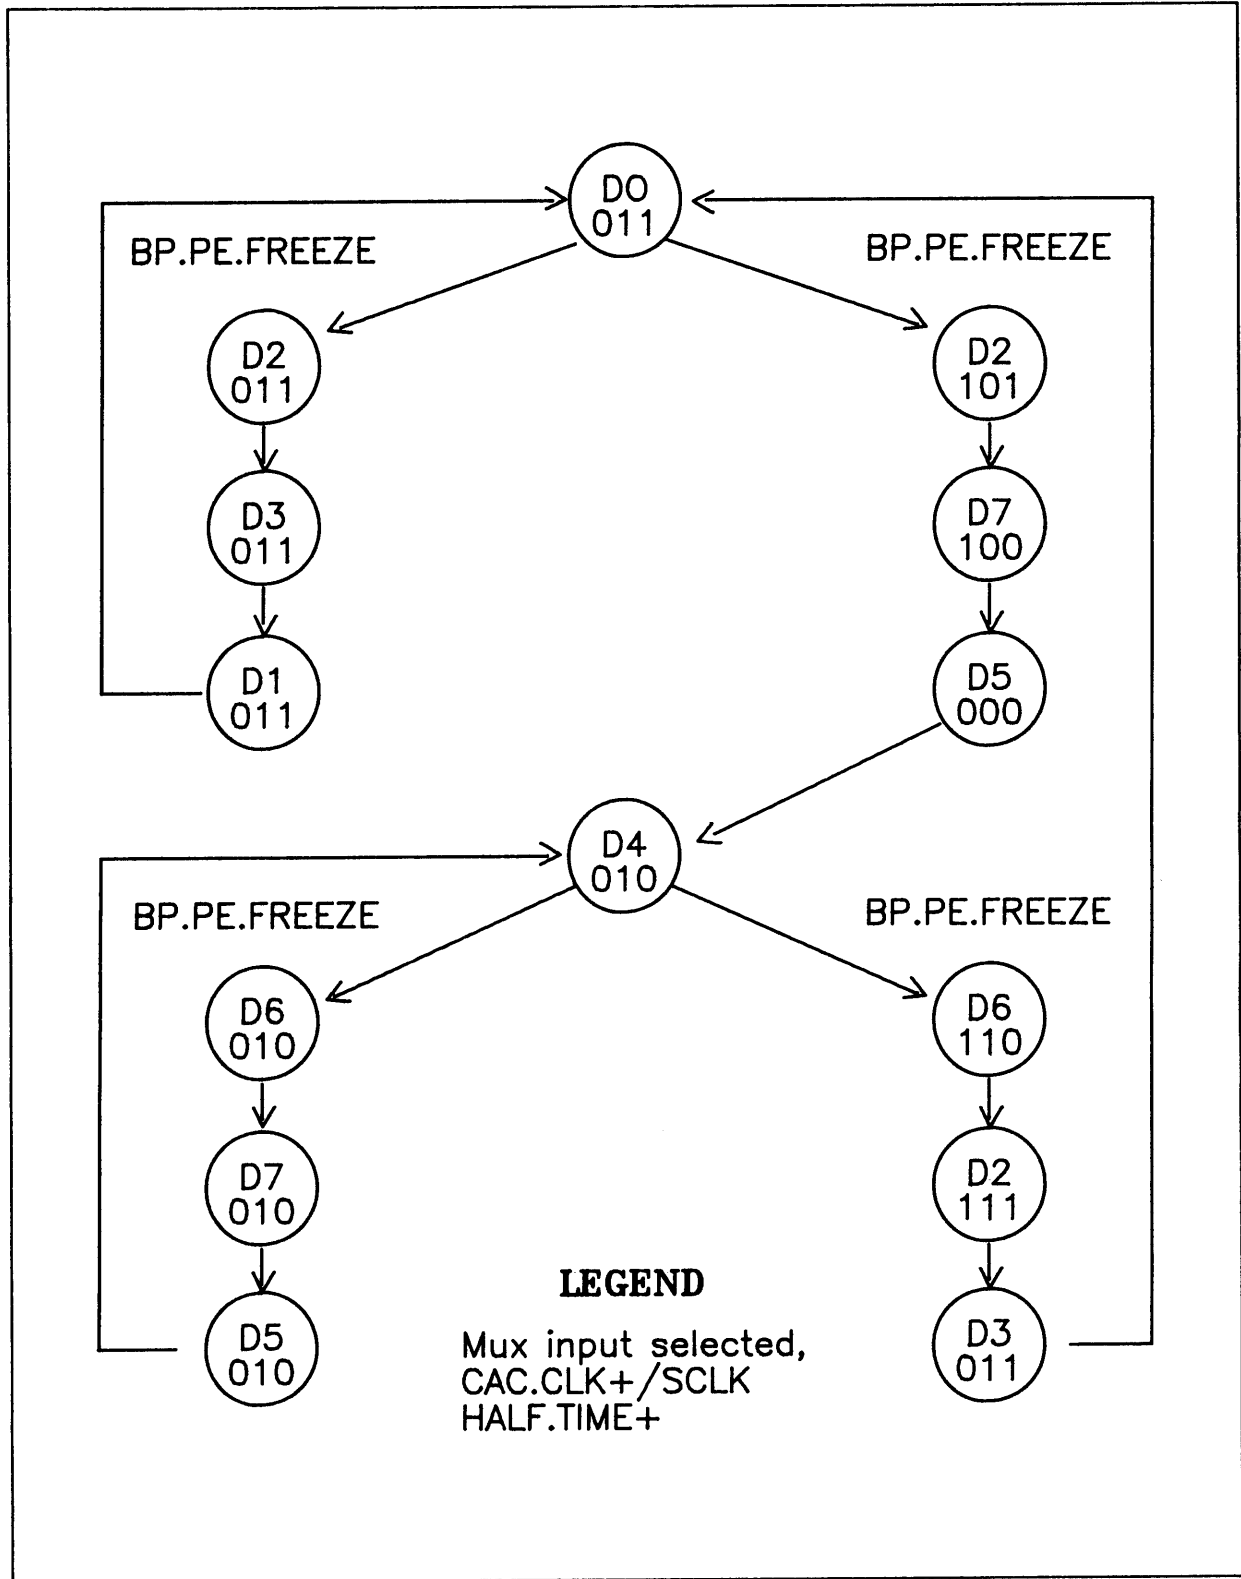 D0
011
BP.PE.FREEZE
BP.PE.FREEZE
D2
011
D2
101
D3
011
D7
100
D1
011
D5
000
D4
010
BP.PE.FREEZE
BP.PE.FREEZE
D6
010
D6
110
D7
010
D2
111
D5
010
D3
011
LEGEND
Mux input selected,
CAC.CLK+/SCLK
HALF.TIME+